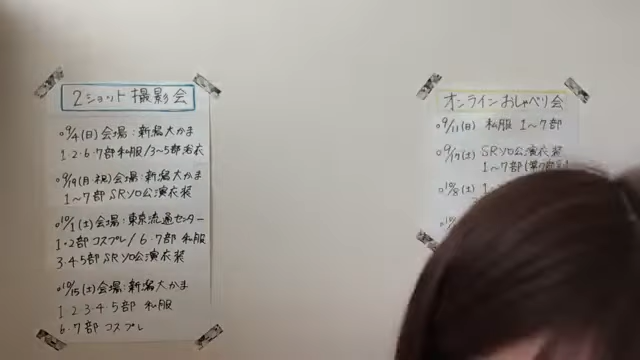 2ショット撮影会
○9/4(日)会場:新潟大かま
1・2・6・7部私服/3~5部浴衣
○9/19(月祝)会場:新潟大かま
1~7部 SRソロ公演衣装
○10/1(土)会場:東京流通センター
1・2部 コスプレ/6・7部 私服
3・4・5部 SRソロ公演衣装
○10/15(土)会場:新潟大かま
1・2・3・4・5部 私服
6・7部 コスプレ
オンラインおしゃべり会
○9/11(日) 私服 1~7部
○9/17(土) SRソロ公演衣装
1~7部
○10/8(土)